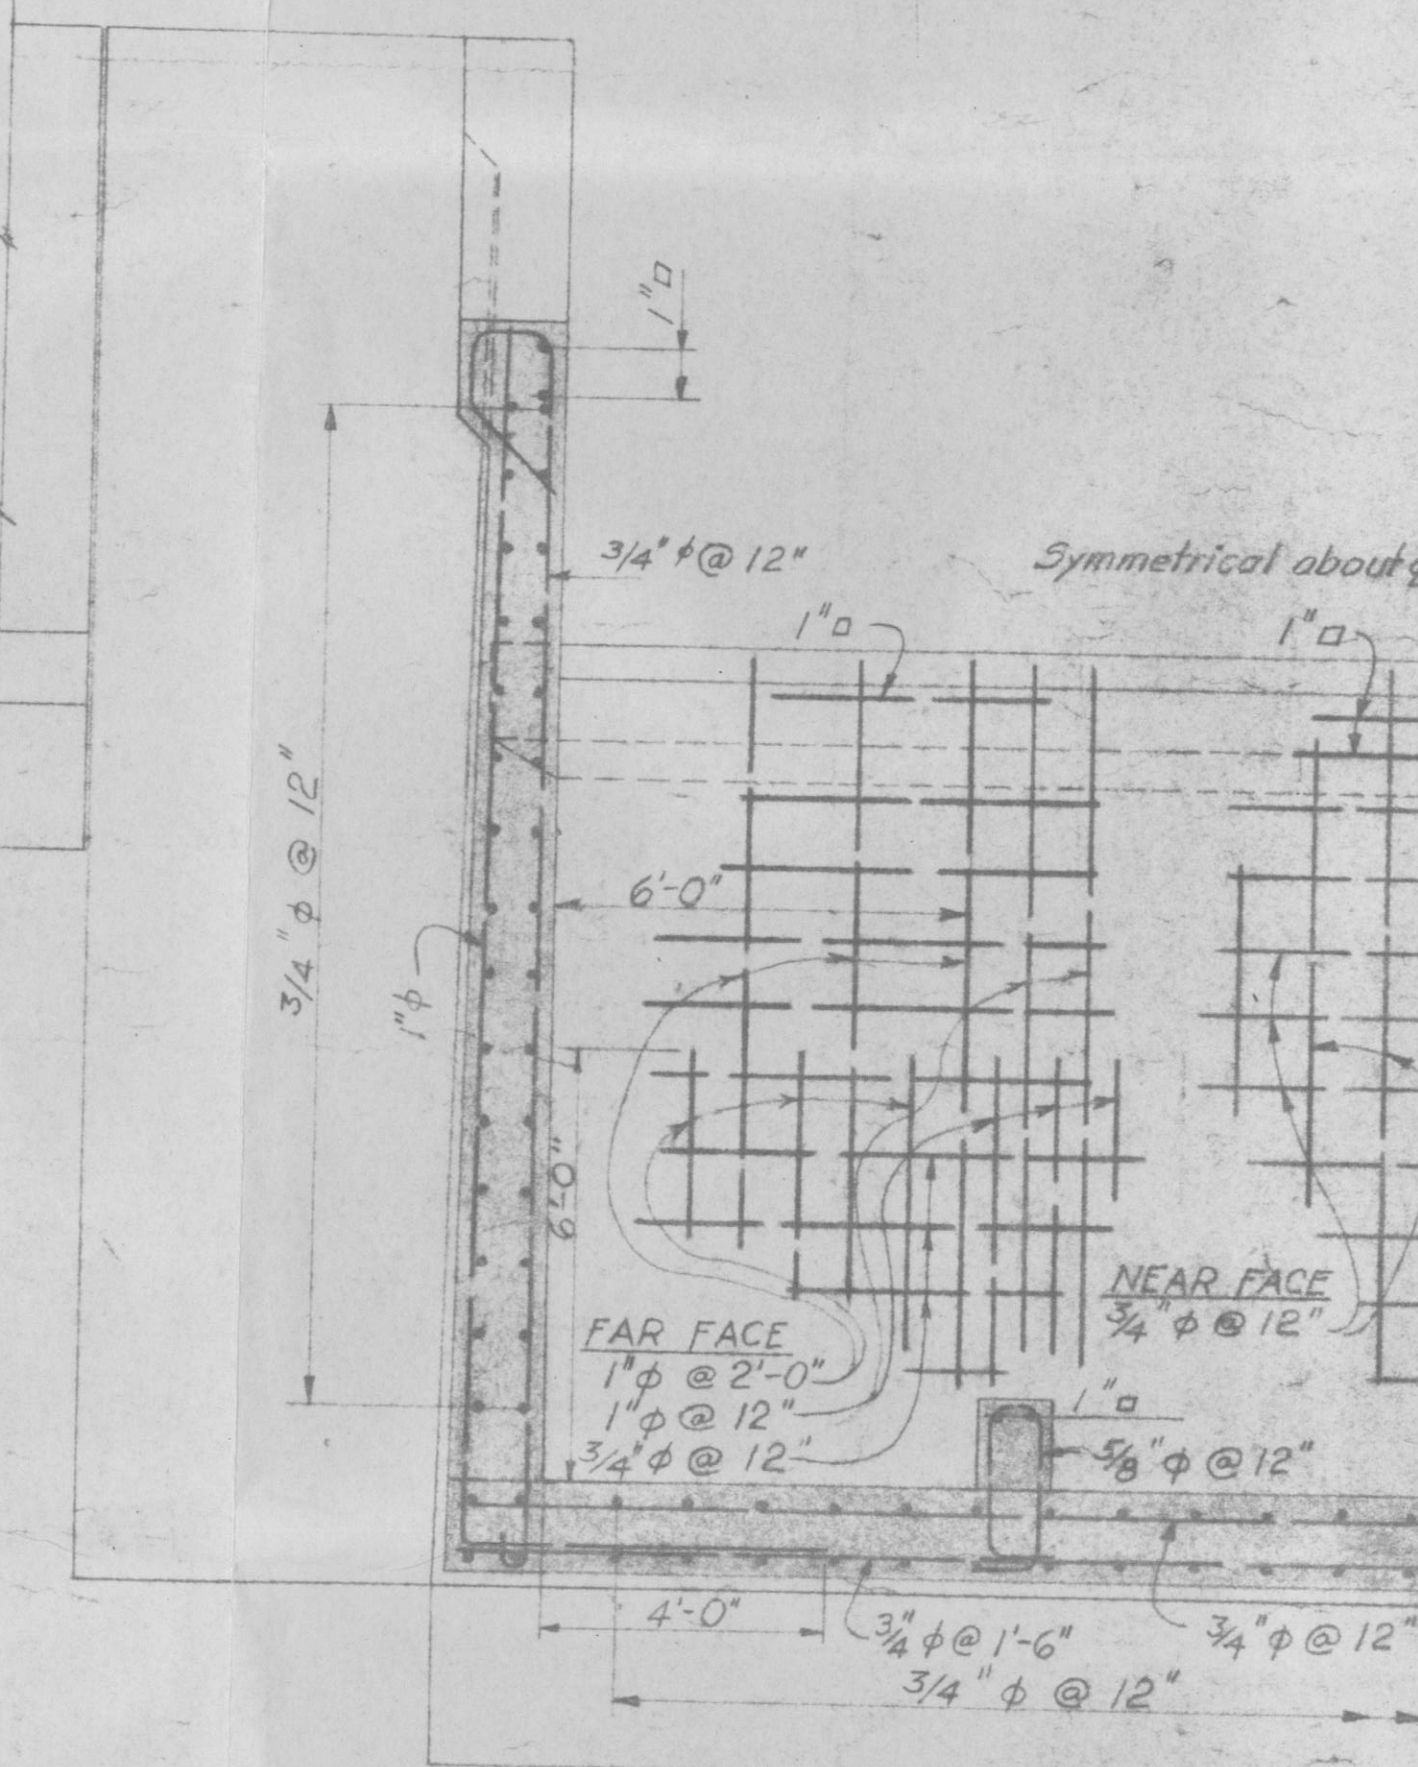 1"□
3/4" ϕ @ 12"
Symmetrical about ℄
1"□
1"□
3/4" ϕ @ 12"
6'-0"
1"ϕ
6'-0"
NEAR FACE
3/4" ϕ @ 12"
FAR FACE
1"ϕ @ 2'-0"
1"ϕ @ 12"
3/4" ϕ @ 12"
1"□
5/8" ϕ @ 12"
4'-0"
3/4" ϕ @ 1'-6"
3/4" ϕ @ 12"
3/4" ϕ @ 12"